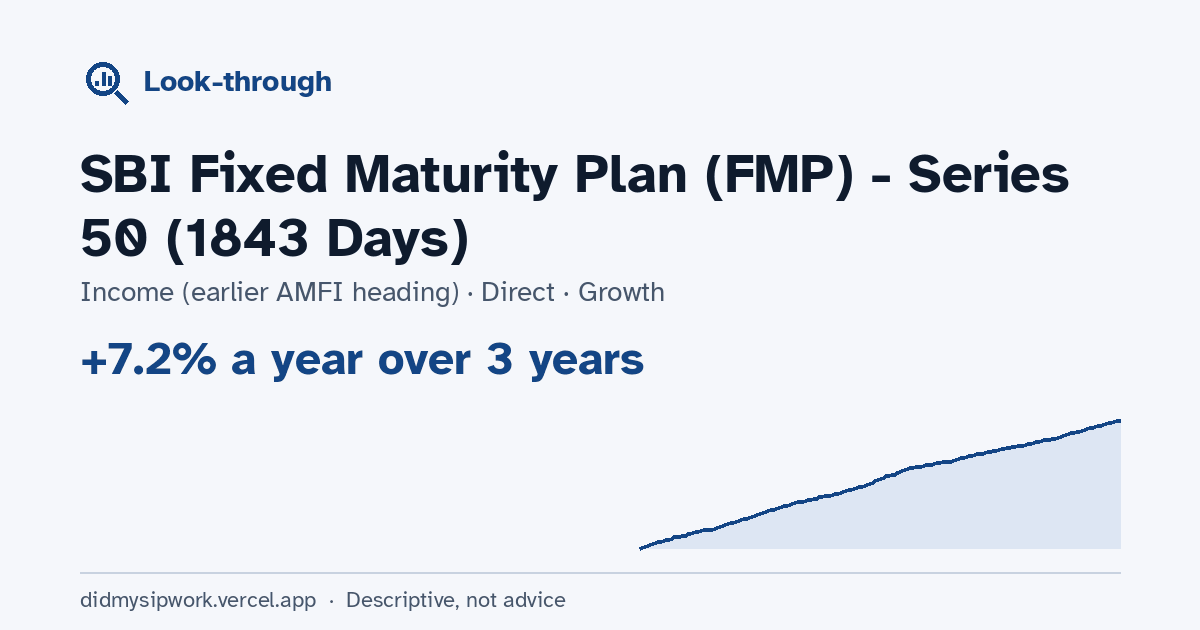 Look-through
SBI Fixed Maturity Plan (FMP) - Series
50 (1843 Days)
Income (earlier AMFI heading) · Direct · Growth
+7.2% a year over 3 years
didmysipwork.vercel.app · Descriptive, not advice